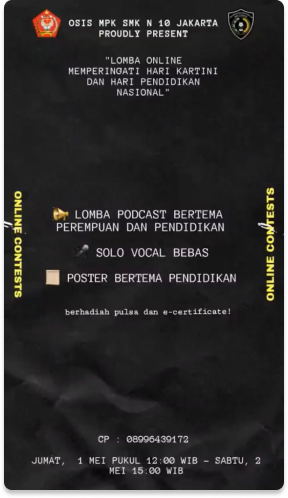 OSIS MPK SMK N 10 JAKARTA
PROUDLY PRESENT
"LOMBA ONLINE
MEMPERINGATI HARI KARTINI
DAN HARI PENDIDIKAN
NASIONAL"
ONLINE CONTESTS
ONLINE CONTESTS
LOMBA PODCAST BERTEMA
PEREMPUAN DAN PENDIDIKAN
SOLO VOCAL BEBAS
POSTER BERTEMA PENDIDIKAN
berhadiah pulsa dan e-certificate!
CP : 08996439172
JUMAT, 1 MEI PUKUL 12:00 WIB – SABTU, 2
MEI 15:00 WIB